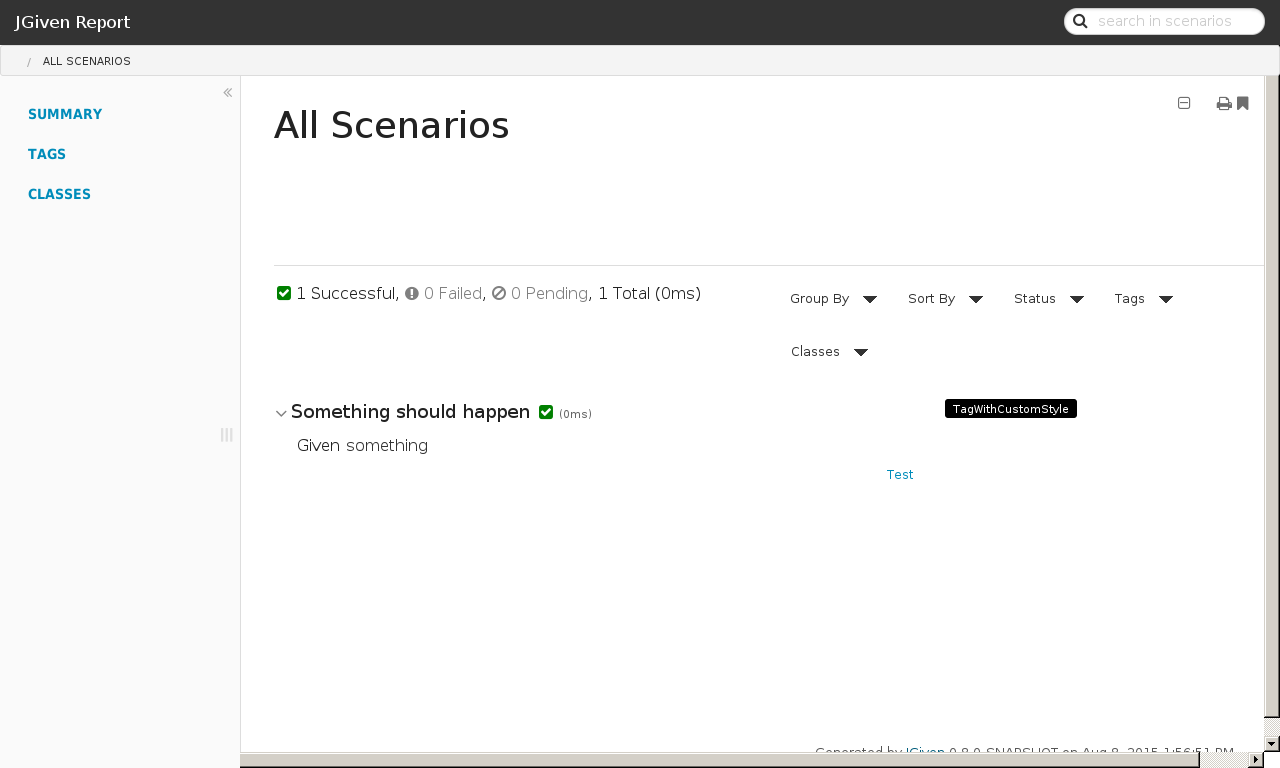 JGiven Report
search in scenarios
/ ALL SCENARIOS
SUMMARY
TAGS
CLASSES
All Scenarios
1 Successful, 0 Failed, 0 Pending, 1 Total (0ms)
Group By
Sort By
Status
Tags
Classes
Something should happen (0ms)
TagWithCustomStyle
Given something
Test
Generated by JGiven 0.8.0-SNAPSHOT on Aug 8, 2015 1:56:51 PM